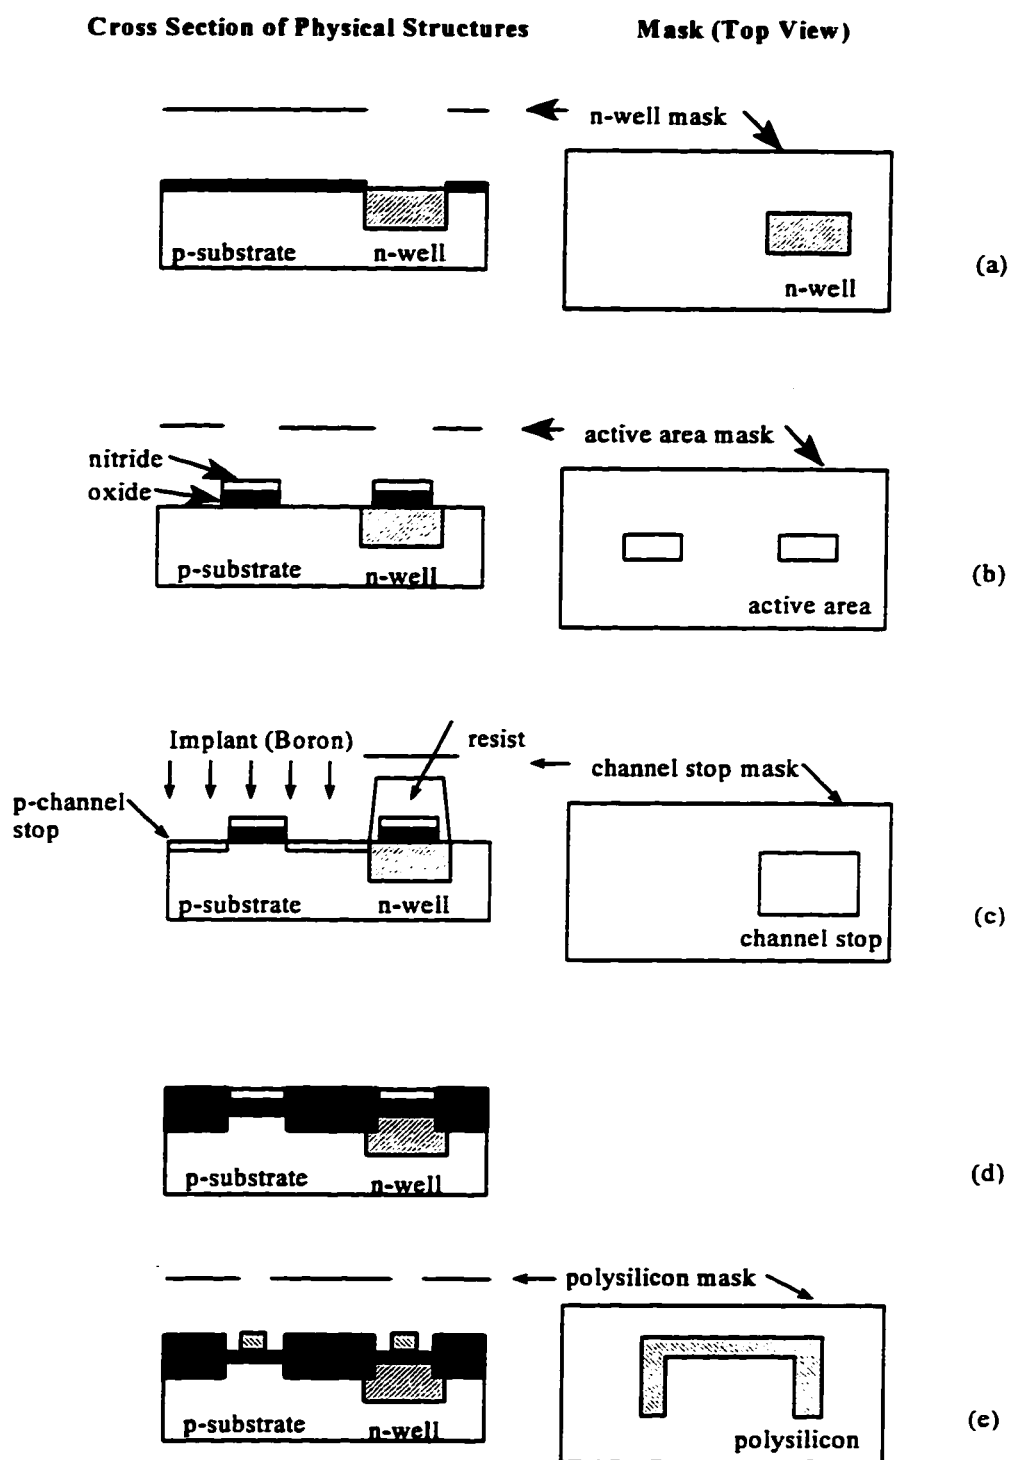 Cross Section of Physical Structures
Mask (Top View)
n-well mask
p-substrate
n-well
n-well
(a)
active area mask
nitride
oxide
p-substrate
n-well
active area
(b)
Implant (Boron)
resist
channel stop mask
p-channel
stop
p-substrate
n-well
channel stop
(c)
p-substrate
n-well
(d)
polysilicon mask
p-substrate
n-well
polysilicon
(e)